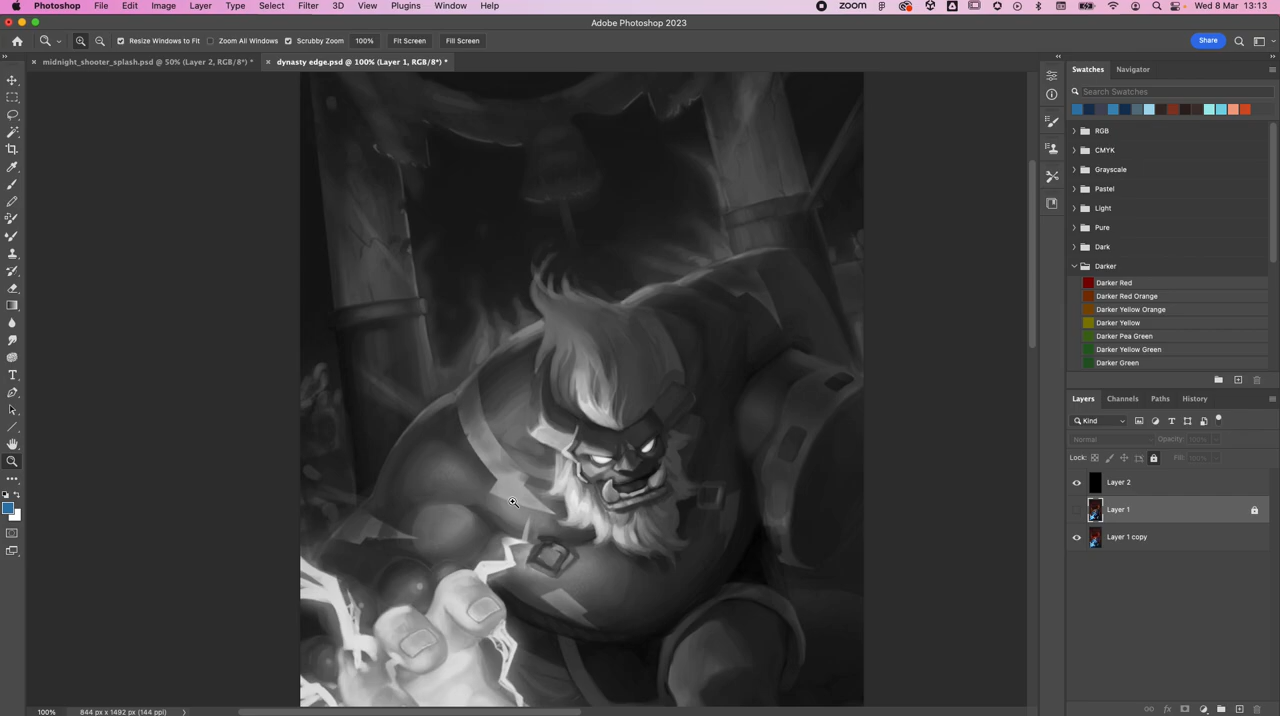 Photoshop File Edit Image Layer Type Select Filter 3D View Plugins Window Help zoom Wed 8 Mar 13:13
Adobe Photoshop 2023
Resize Windows to Fit Zoom All Windows Scrubby Zoom 100% Fit Screen Fill Screen Share
midnight_shooter_splash.psd @ 50% (Layer 2, RGB/8*) * dynasty edge.psd @ 100% (Layer 1, RGB/8*) *
Swatches Navigator
Search Swatches
RGB
CMYK
Grayscale
Pastel
Light
Pure
Dark
Darker
Darker Red
Darker Red Orange
Darker Yellow Orange
Darker Yellow
Darker Pea Green
Darker Yellow Green
Darker Green
Layers Channels Paths History
Kind
Normal Opacity: 100%
Lock: Fill: 100%
Layer 2
Layer 1
Layer 1 copy
100% 844 px x 1492 px (144 ppi)